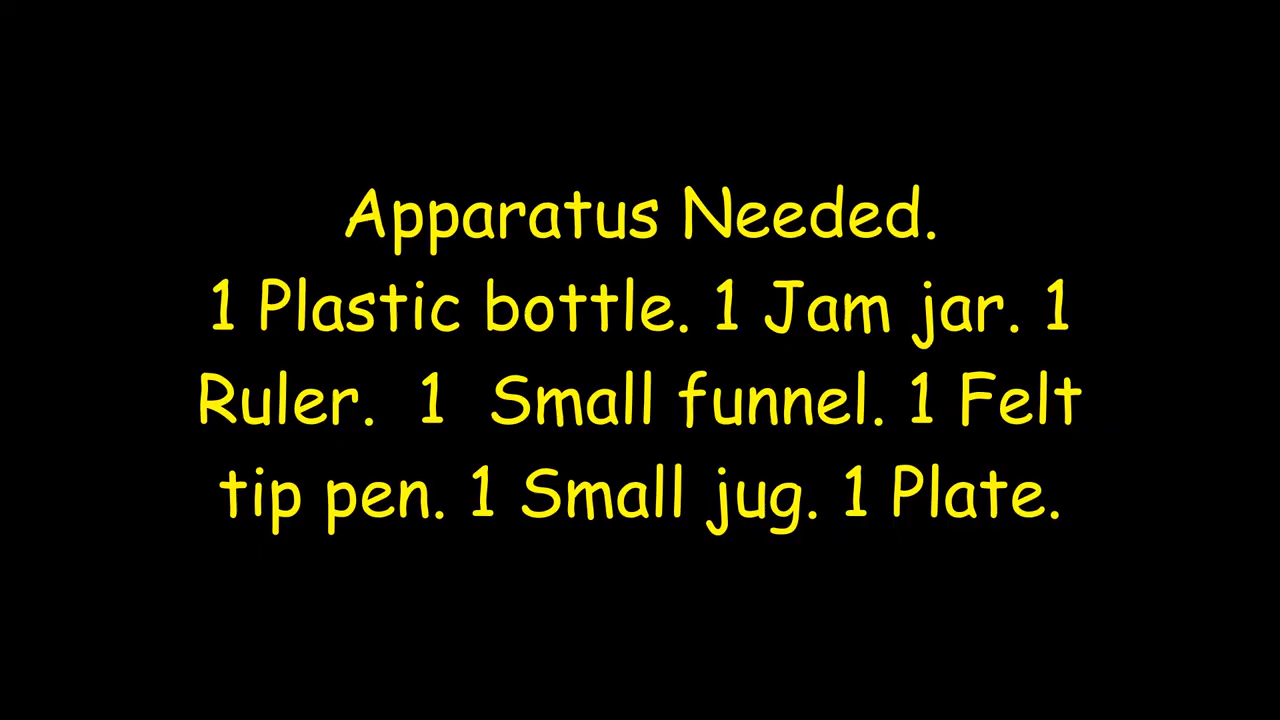 Apparatus Needed.
1 Plastic bottle. 1 Jam jar. 1
Ruler.  1  Small funnel. 1 Felt
tip pen. 1 Small jug. 1 Plate.